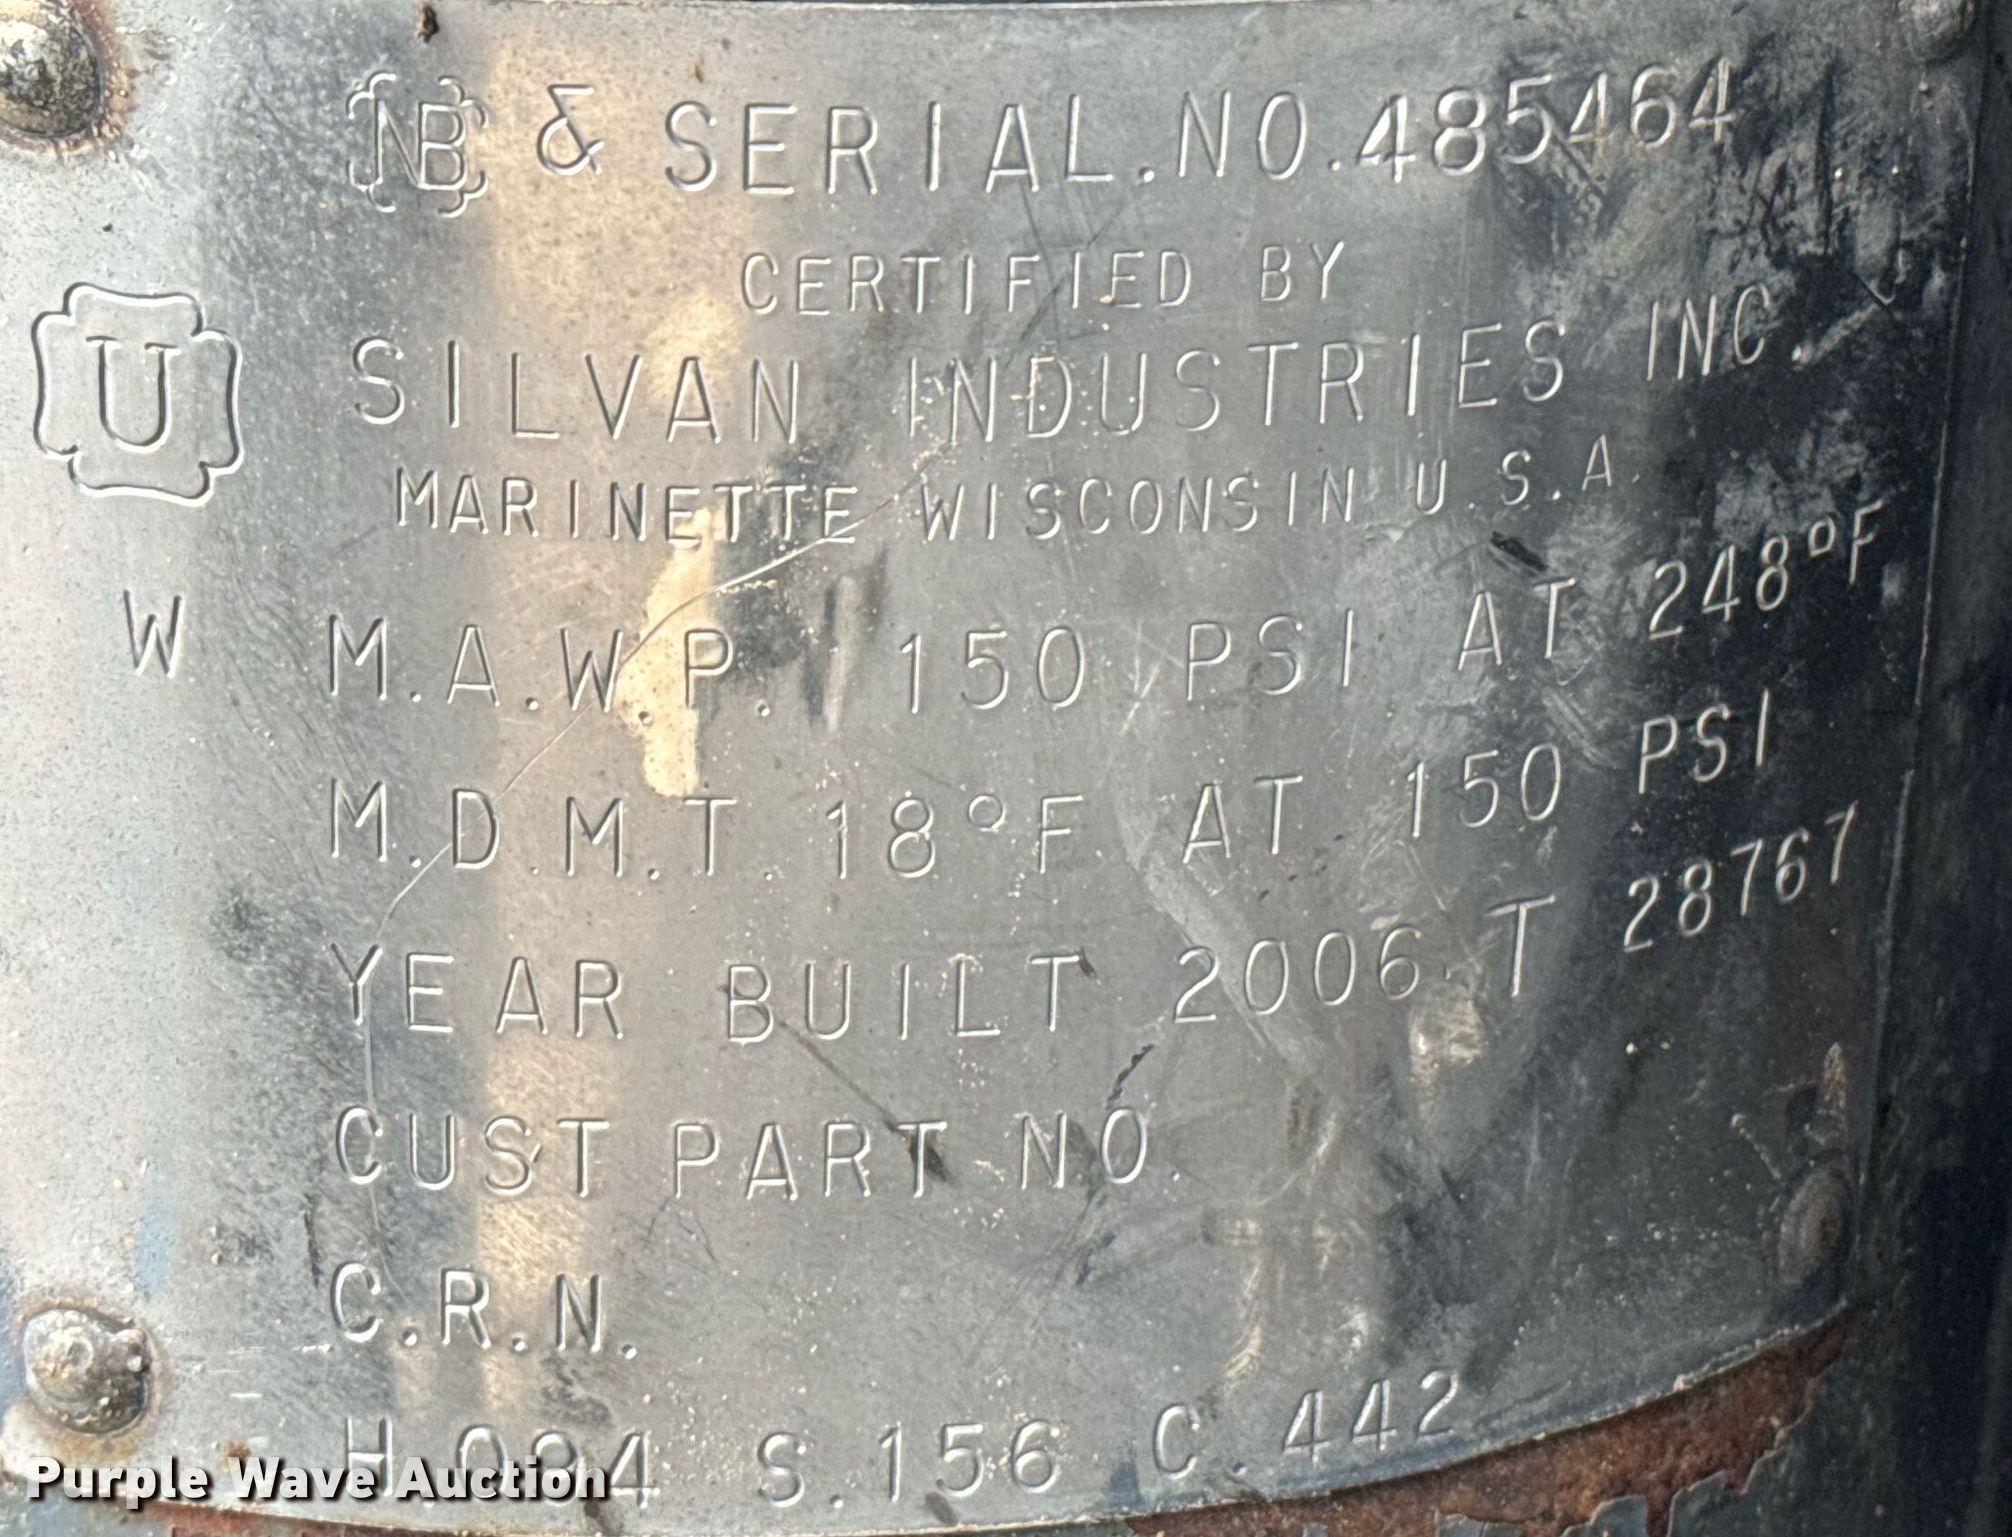 NB & SERIAL.NO.485464
CERTIFIED BY
U SILVAN INDUSTRIES INC.
MARINETTE WISCONSIN U.S.A.
W M.A.W.P. 150 PSI AT 248°F
M.D.M.T. 18°F AT 150 PSI
YEAR BUILT 2006 T 28767
CUST PART NO.
C.R.N.
S.156 C.442
Purple Wave Auction